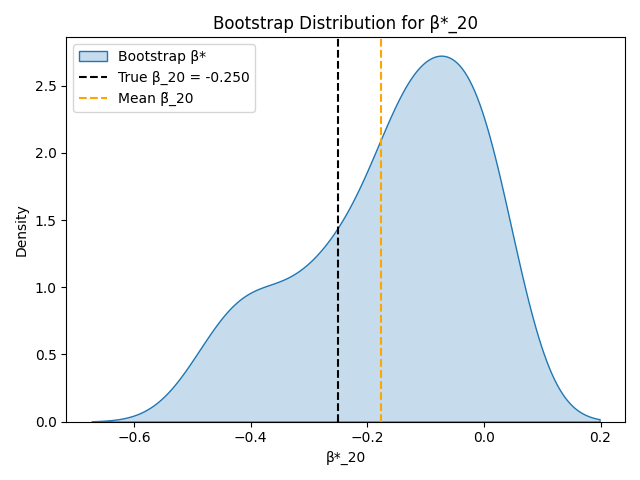 Bootstrap Distribution for β*_20
Bootstrap β*
True β_20 = -0.250
Mean β̂_20
Density
2.5
2.0
1.5
1.0
0.5
0.0
−0.6
−0.4
−0.2
0.0
0.2
β*_20